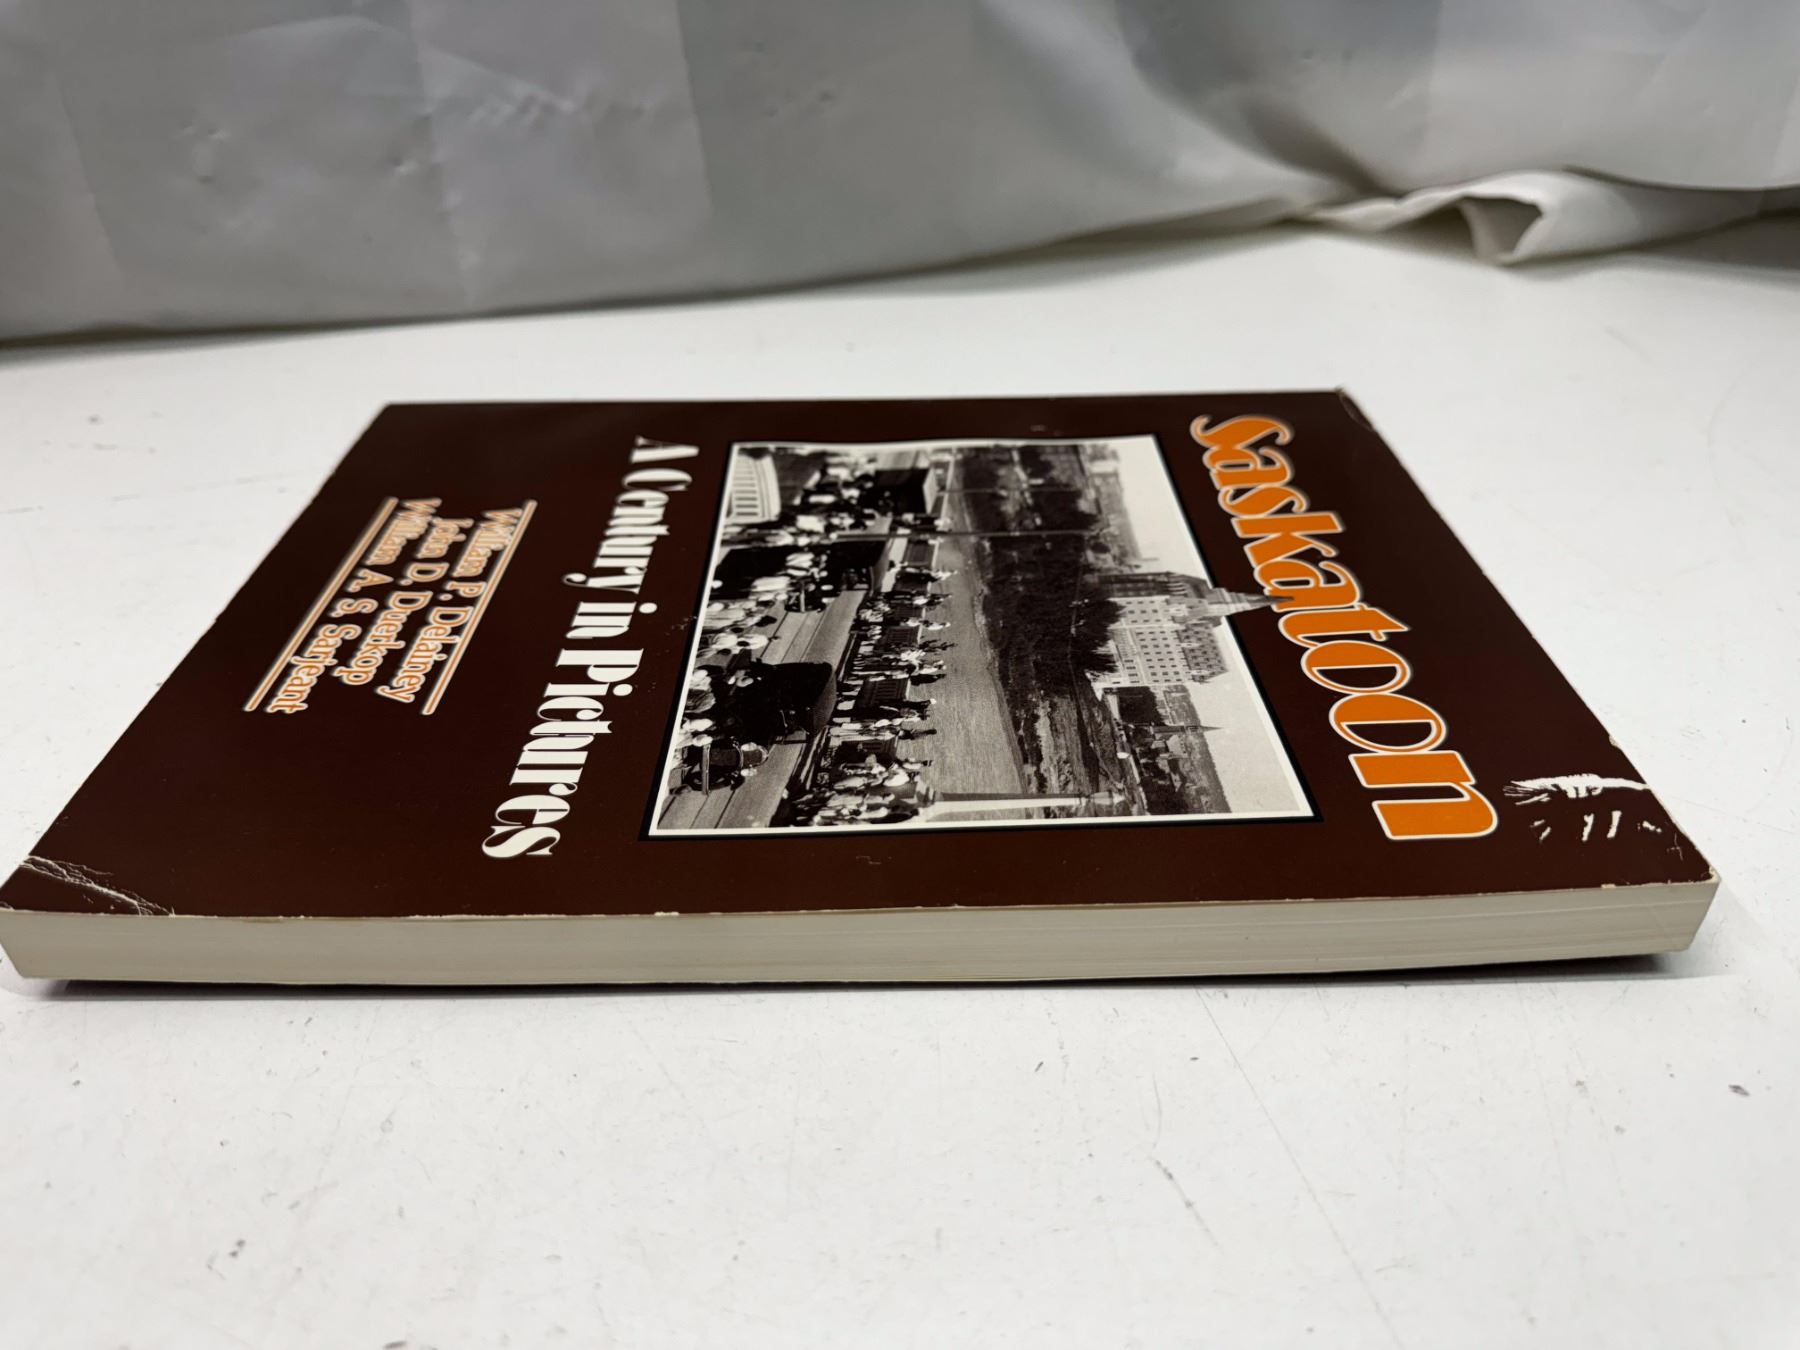 saskatoon
A Century in Pictures
William P. Delainey
John D. Duerkop
William A. S. Sarjeant